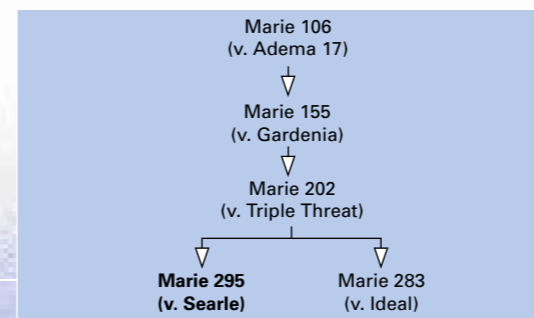 Marie 106
(v. Adema 17)
Marie 155
(v. Gardenia)
Marie 202
(v. Triple Threat)
Marie 295
(v. Searle)
Marie 283
(v. Ideal)